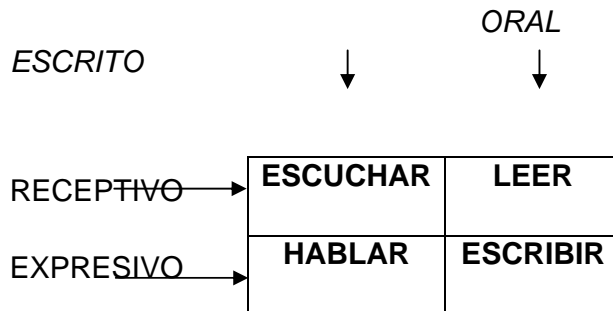 ORAL
ESCRITO
RECEPTIVO ESCUCHAR LEER
EXPRESIVO HABLAR ESCRIBIR